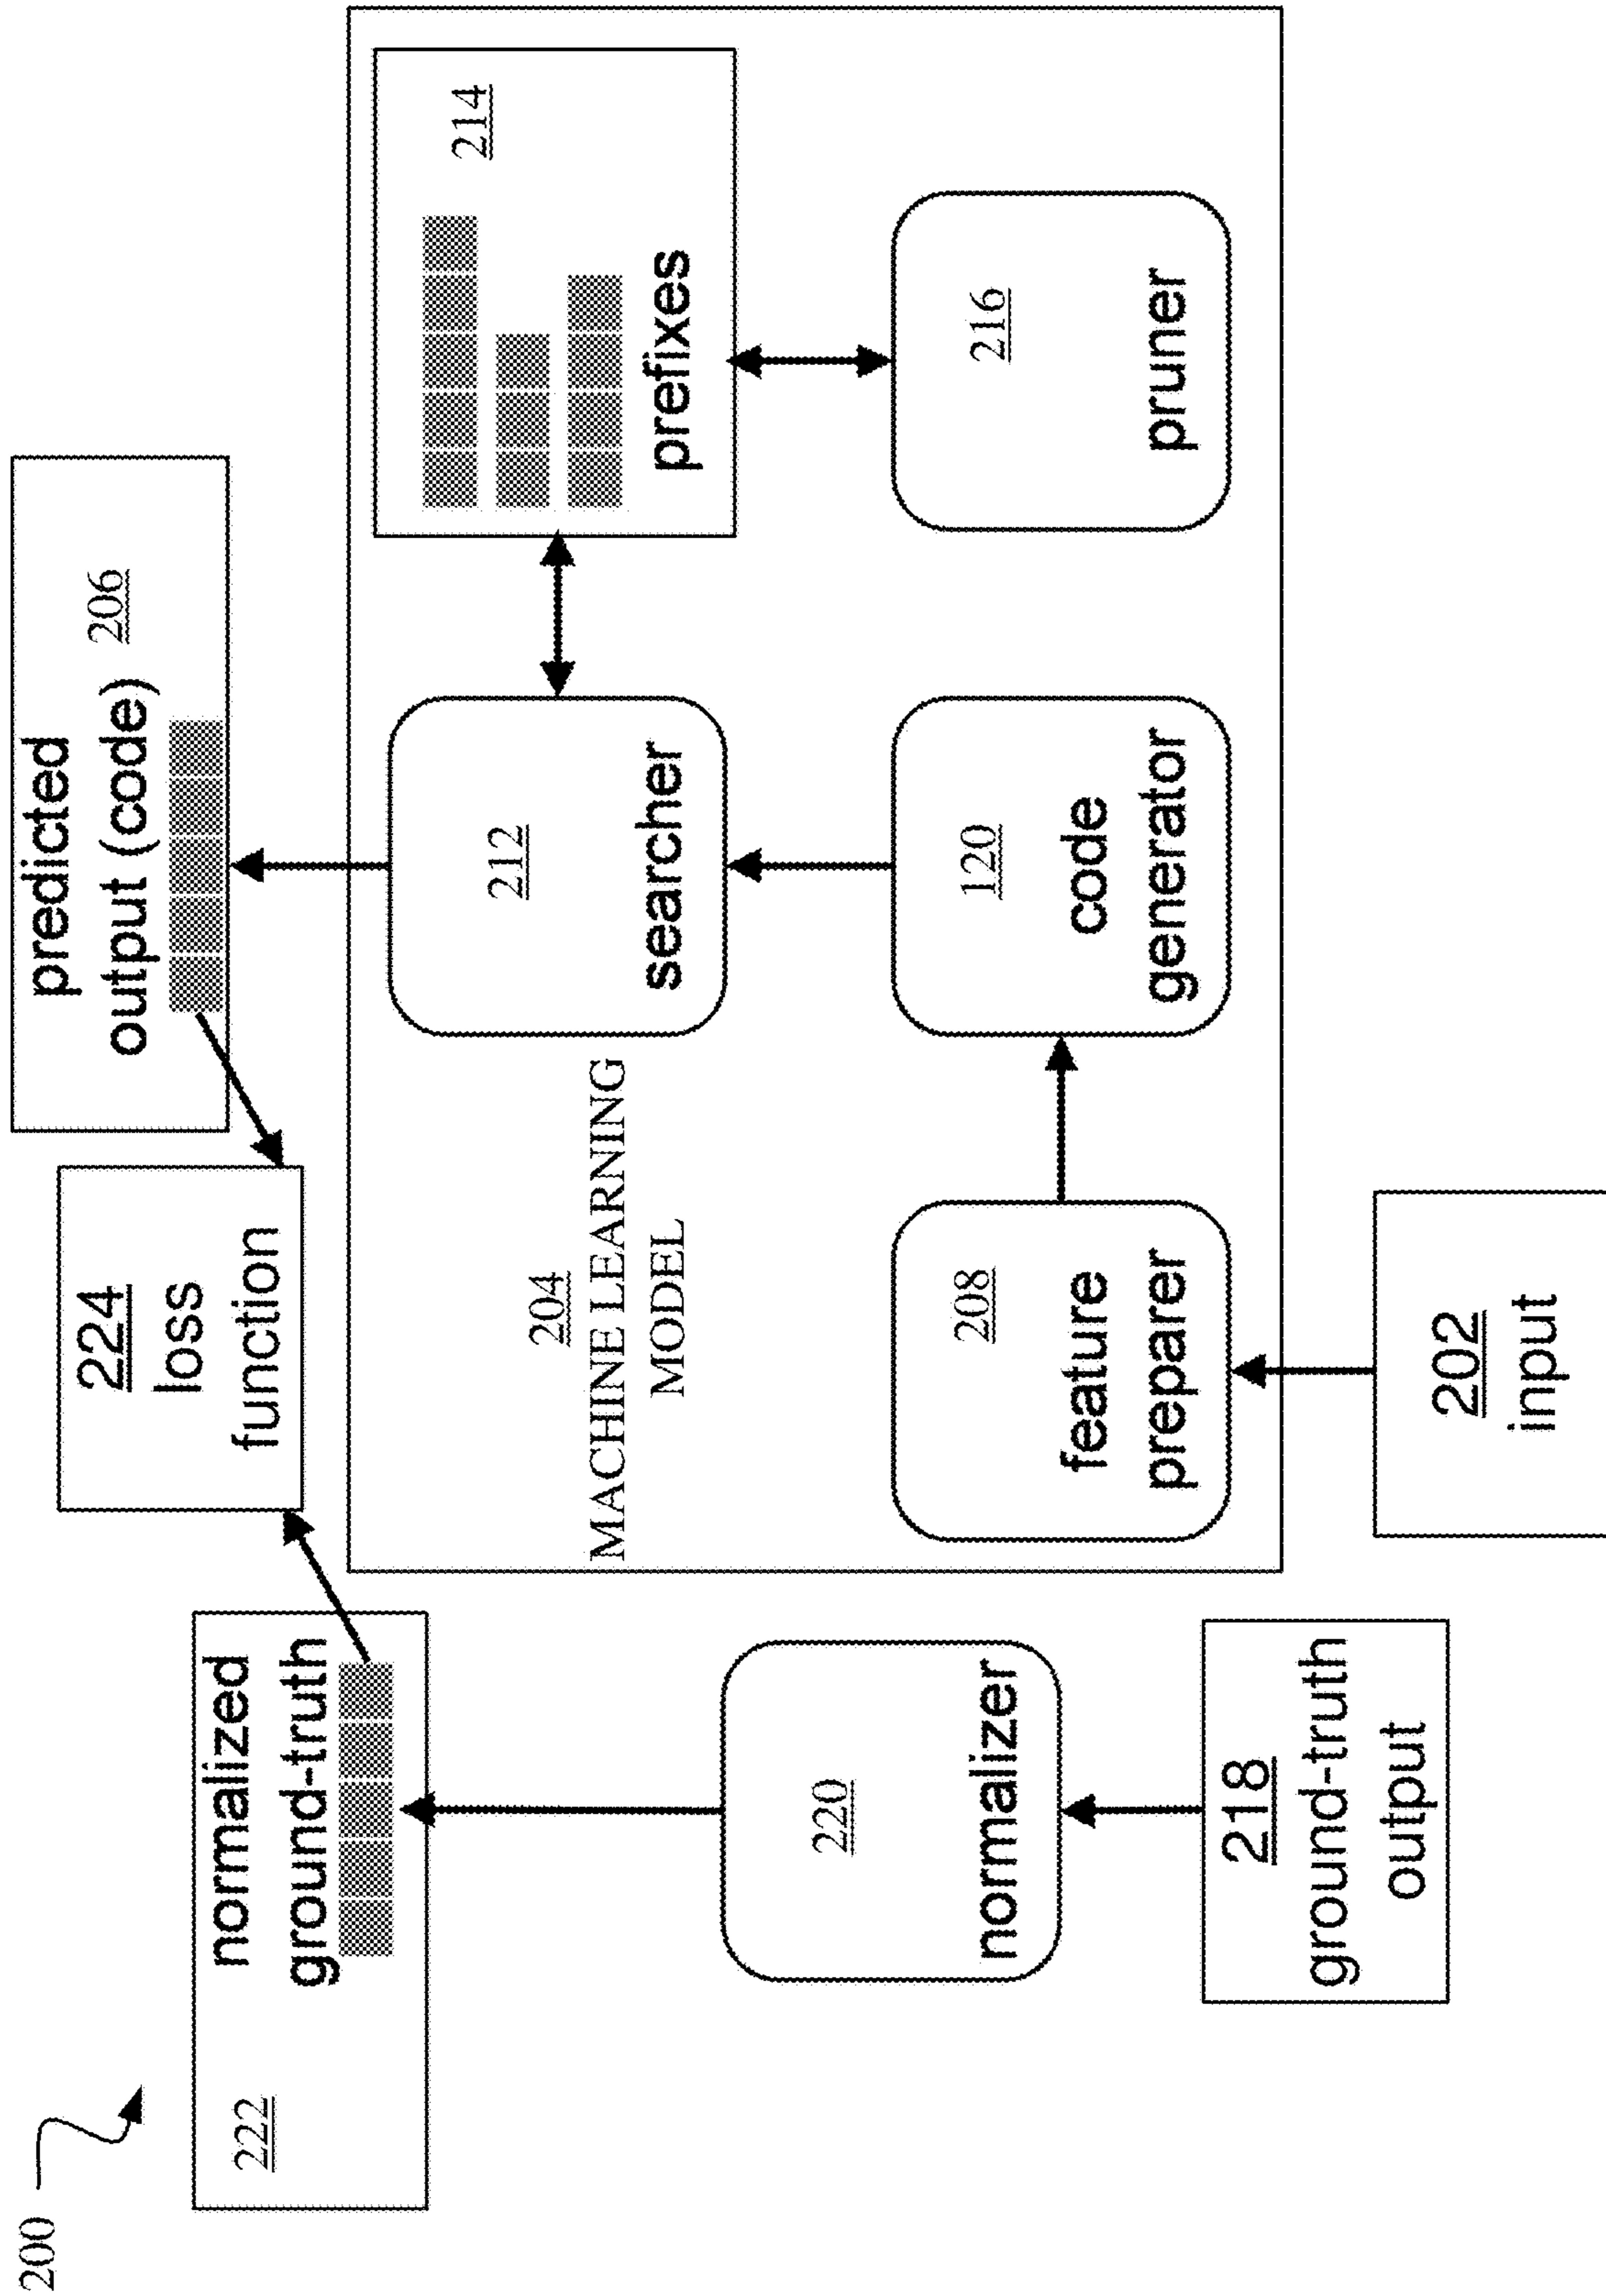 200
222
normalized
ground-truth
224
loss
function
predicted
output (code)
206
204
MACHINE LEARNING
MODEL
212
searcher
214
prefixes
220
normalizer
208
feature
preparer
120
code
generator
216
pruner
218
ground-truth
output
202
input